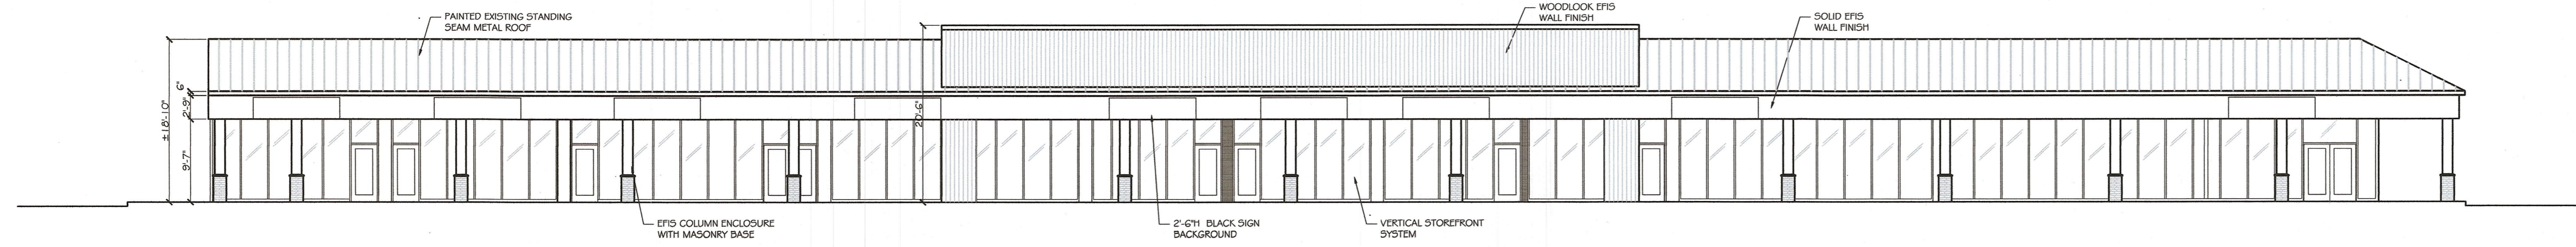 PAINTED EXISTING STANDING
SEAM METAL ROOF
WOODLOOK EFIS
WALL FINISH
SOLID EFIS
WALL FINISH
±18'-10"
6"
2'-9"
9'-7"
20'-6"
EFIS COLUMN ENCLOSURE
WITH MASONRY BASE
2'-6"H BLACK SIGN
BACKGROUND
VERTICAL STOREFRONT
SYSTEM